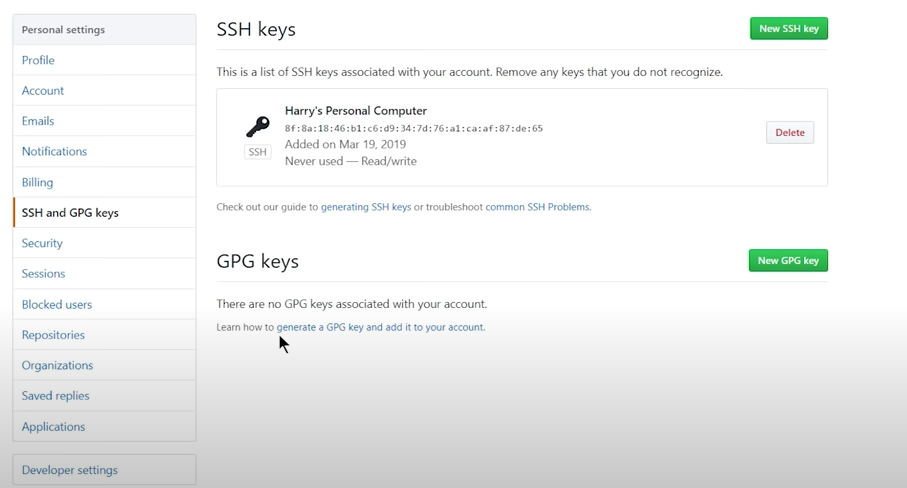 Personal settings
Profile
Account
Emails
Notifications
Billing
SSH and GPG keys
Security
Sessions
Blocked users
Repositories
Organizations
Saved replies
Applications
Developer settings
SSH keys
New SSH key
This is a list of SSH keys associated with your account. Remove any keys that you do not recognize.
Harry's Personal Computer
8f:8a:18:46:b1:c6:d9:34:7d:76:a1:ca:af:87:de:65
Added on Mar 19, 2019
Never used — Read/write
SSH
Delete
Check out our guide to generating SSH keys or troubleshoot common SSH Problems.
GPG keys
New GPG key
There are no GPG keys associated with your account.
Learn how to generate a GPG key and add it to your account.